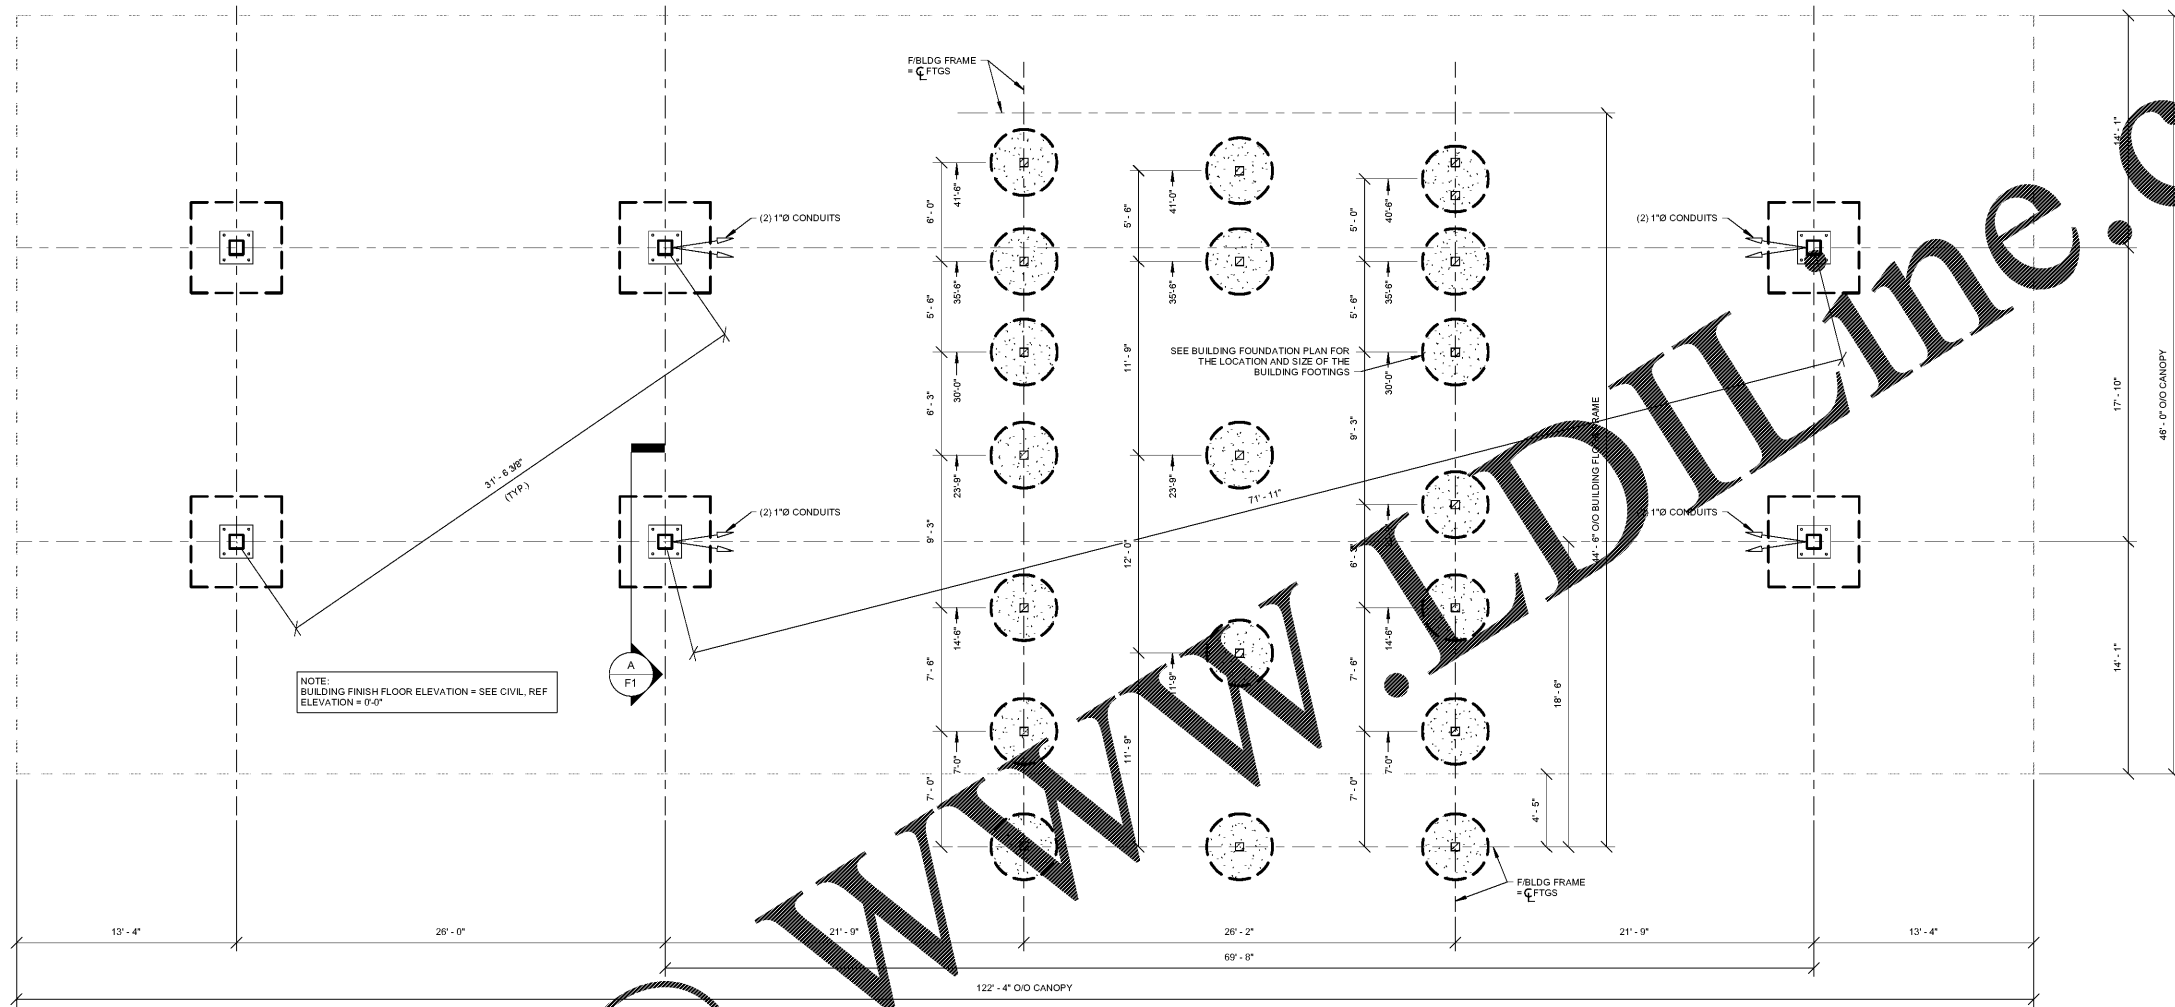 F/BLDG FRAME
= ℄ FTGS
14' - 1"
(2) 1"Ø CONDUITS
(2) 1"Ø CONDUITS
6' - 0"
41'-6"
5' - 6"
41'-0"
5' - 0"
40'-6"
35'-6"
35'-6"
35'-6"
5' - 6"
30'-0"
11' - 9"
5' - 6"
30'-0"
SEE BUILDING FOUNDATION PLAN FOR
THE LOCATION AND SIZE OF THE
BUILDING FOOTINGS
17' - 10"
46' - 0" O/O CANOPY
6' - 3"
23'-9"
23'-9"
9' - 3"
31' - 6 3/8"
(TYP.)
71' - 11"
44' - 6" O/O BUILDING FLOOR FRAME
(2) 1"Ø CONDUITS
1"Ø CONDUITS
9' - 3"
12' - 0"
14'-6"
14'-6"
A
F1
NOTE:
BUILDING FINISH FLOOR ELEVATION = SEE CIVIL, REF
ELEVATION = 0'-0"
7' - 6"
7' - 6"
14' - 1"
18' - 6"
11' - 9"
7'-0"
7'-0"
7' - 0"
7' - 0"
4' - 5"
F/BLDG FRAME
= ℄ FTGS
13' - 4"
26' - 0"
21' - 9"
26' - 2"
21' - 9"
13' - 4"
69' - 8"
122' - 4" O/O CANOPY
www.LDILine.c